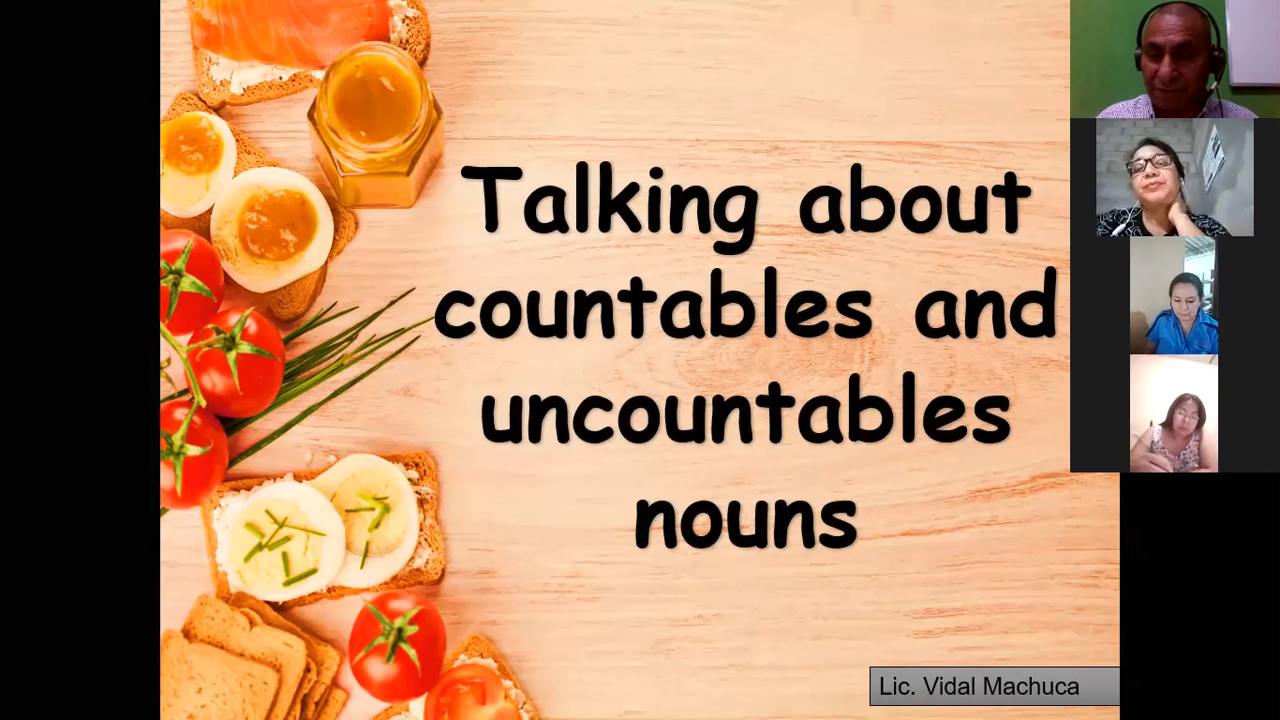 Talking about
countables and
uncountables
nouns
Lic. Vidal Machuca